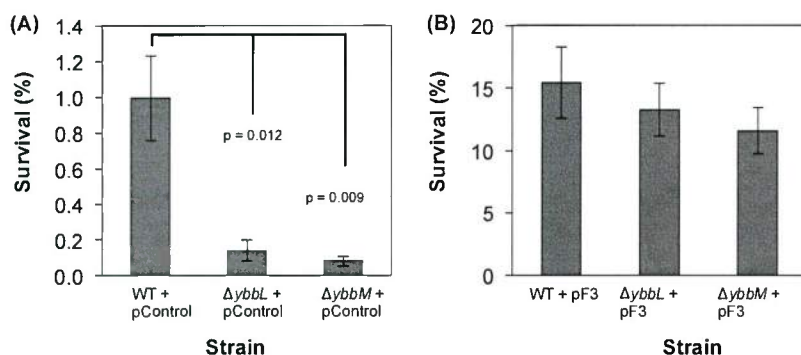 (A)
Survival (%)
1.4
1.2
1.0
0.8
0.6
0.4
0.2
0.0
p = 0.012
p = 0.009
WT +
pControl
ΔybbL +
pControl
ΔybbM +
pControl
Strain
(B)
Survival (%)
20
15
10
5
0
WT + pF3
ΔybbL +
pF3
ΔybbM +
pF3
Strain